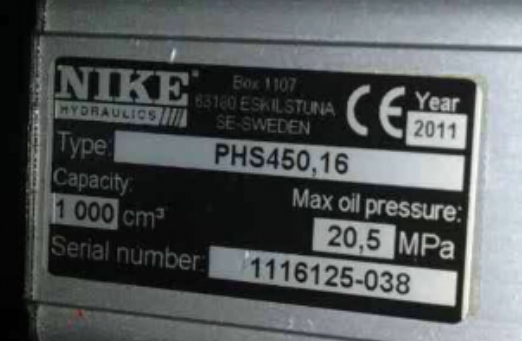 NIKE
HYDRAULICS
Box 1107
63180 ESKILSTUNA
SE-SWEDEN
CE
Year
2011
Type: PHS450,16
Capacity:
1 000 cm³
Max oil pressure:
20,5 MPa
Serial number: 1116125-038